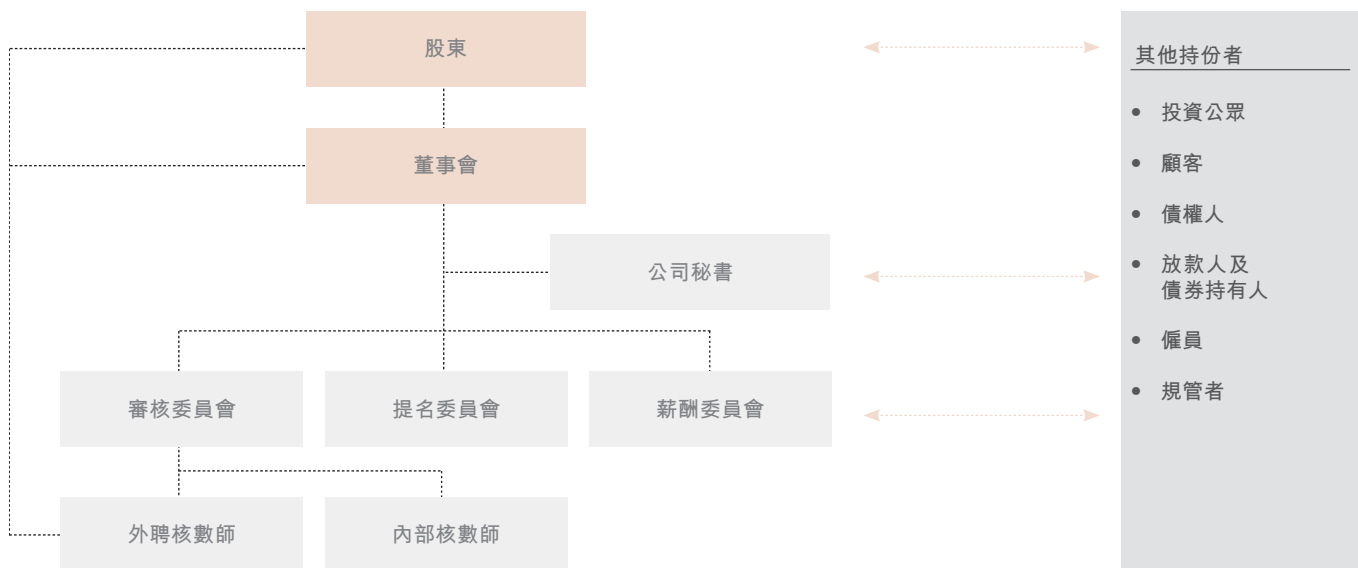 股東
董事會
公司秘書
審核委員會
提名委員會
薪酬委員會
外聘核數師
內部核數師
其他持份者
• 投資公眾
• 顧客
• 債權人
• 放款人及
債券持有人
• 僱員
• 規管者